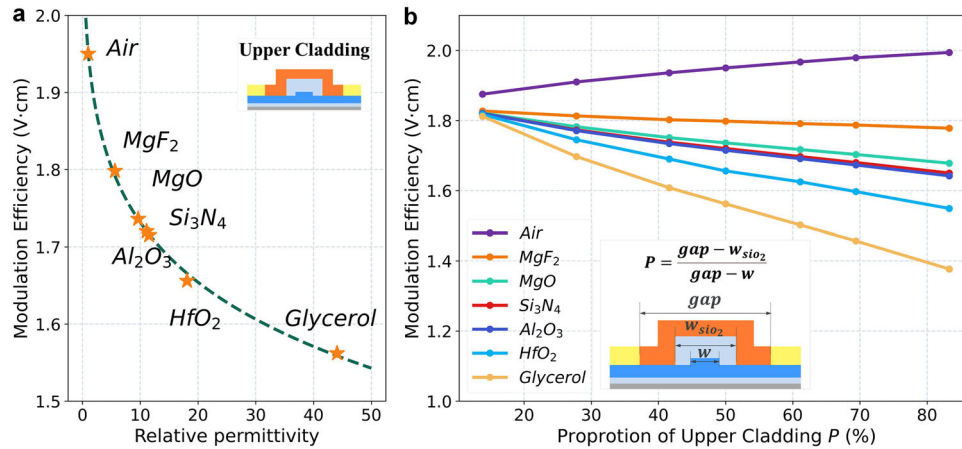 a
2.0
1.9
1.8
1.7
1.6
1.5
Modulation Efficiency (V·cm)
0 10 20 30 40 50
Relative permittivity
Air
MgF₂
MgO
Si₃N₄
Al₂O₃
HfO₂
Glycerol
Upper Cladding
b
2.0
1.8
1.6
1.4
1.2
1.0
Modulation Efficiency (V·cm)
20 30 40 50 60 70 80
Proprotion of Upper Cladding P (%)
Air
MgF₂
MgO
Si₃N₄
Al₂O₃
HfO₂
Glycerol
P = (gap − w_sio₂) / (gap − w)
gap
w_sio₂
w